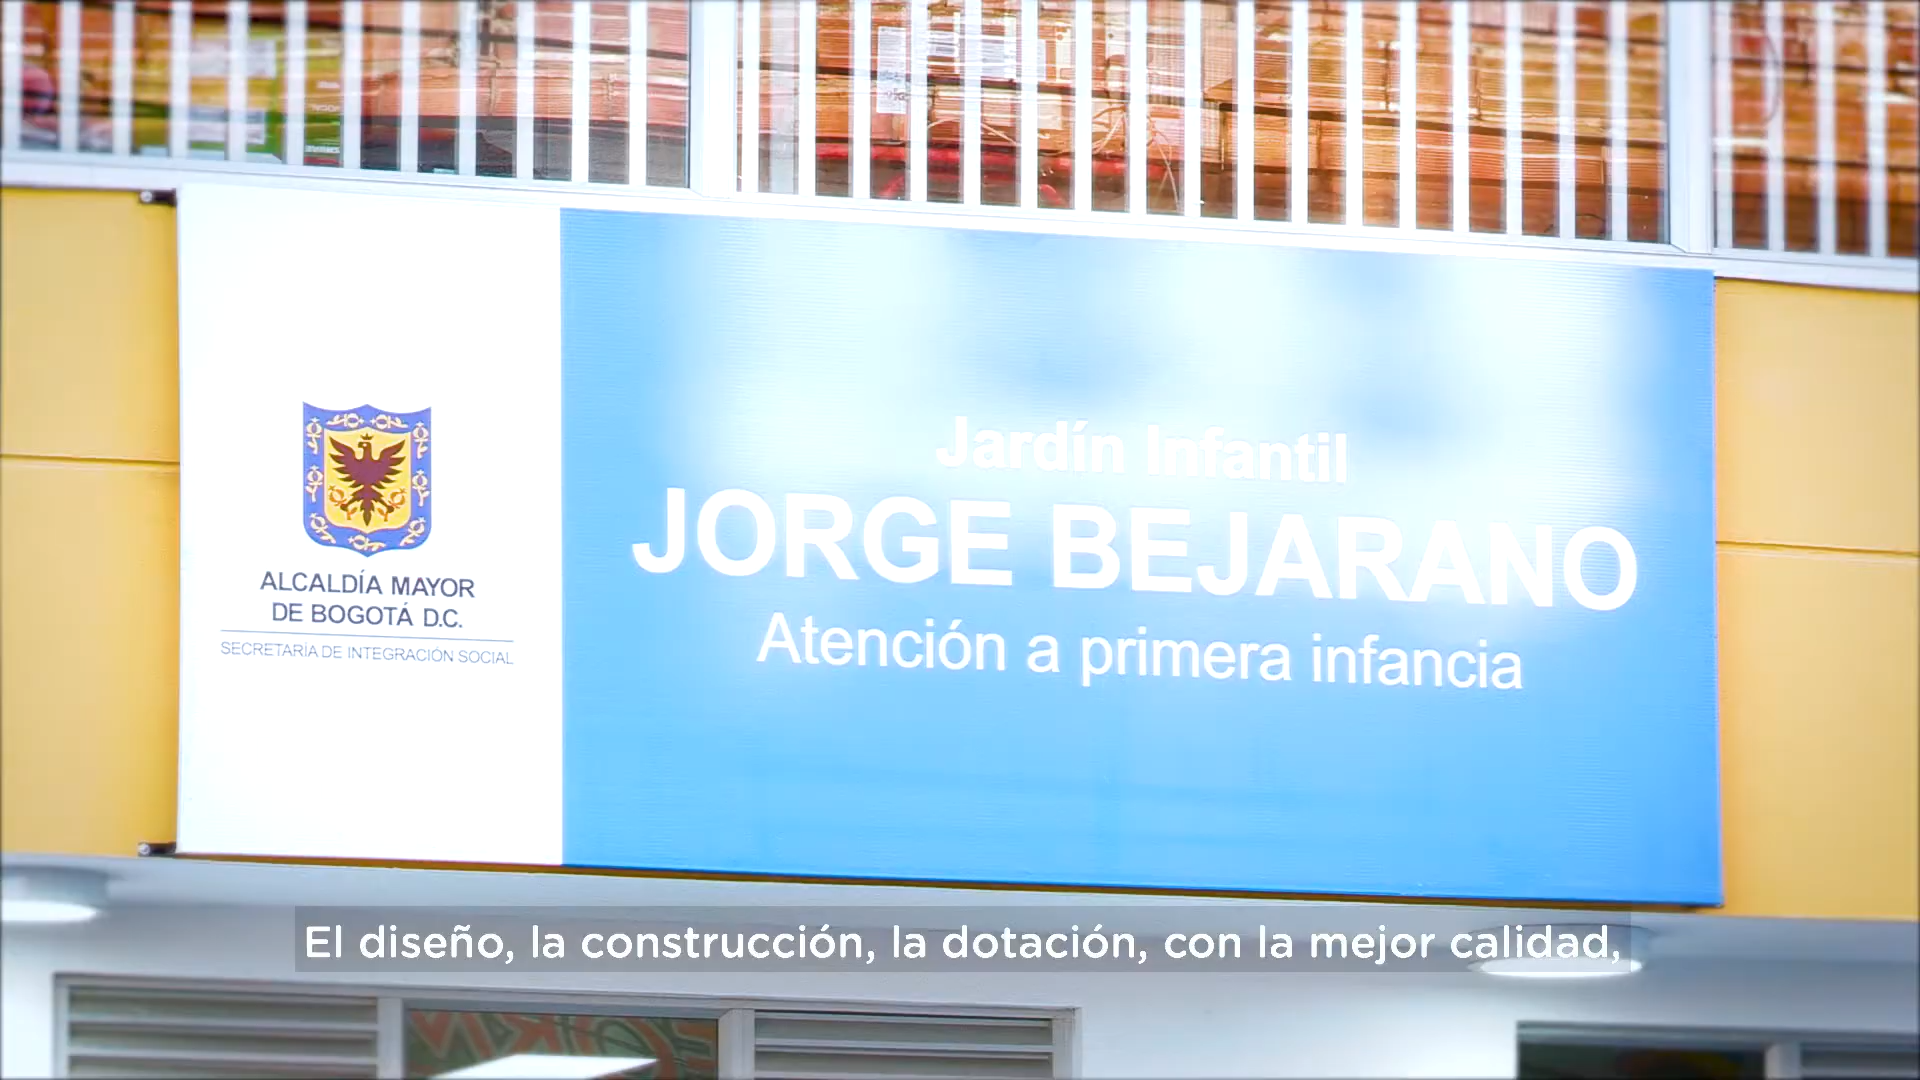 ALCALDÍA MAYOR
DE BOGOTÁ D.C.
SECRETARÍA DE INTEGRACIÓN SOCIAL
Jardín Infantil
JORGE BEJARANO
Atención a primera infancia
El diseño, la construcción, la dotación, con la mejor calidad,